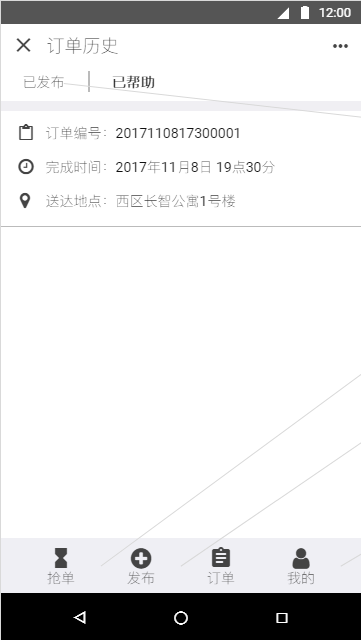 12:00
订单历史
已发布 已帮助
订单编号：2017110817300001
完成时间：2017年11月8日 19点30分
送达地点：西区长智公寓1号楼
抢单 发布 订单 我的